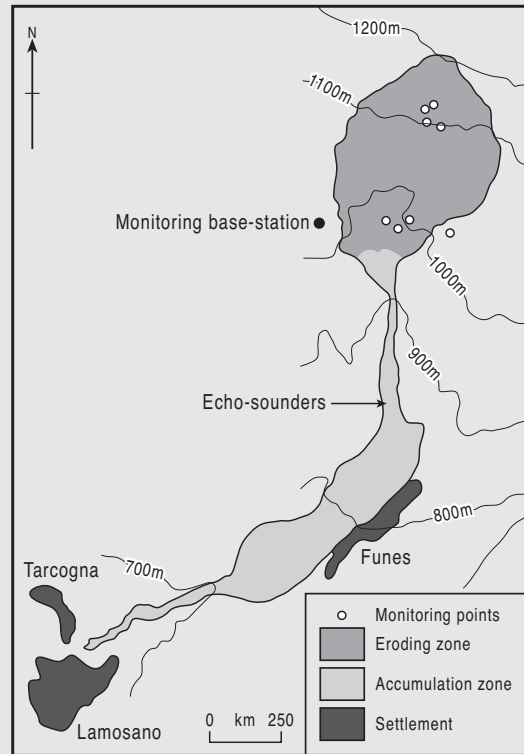 1200m
N
1100m
Monitoring base-station
1000m
900m
Echo-sounders
800m
Funes
700m
Tarcogna
Lamosano
0 km 250
Monitoring points
Eroding zone
Accumulation zone
Settlement